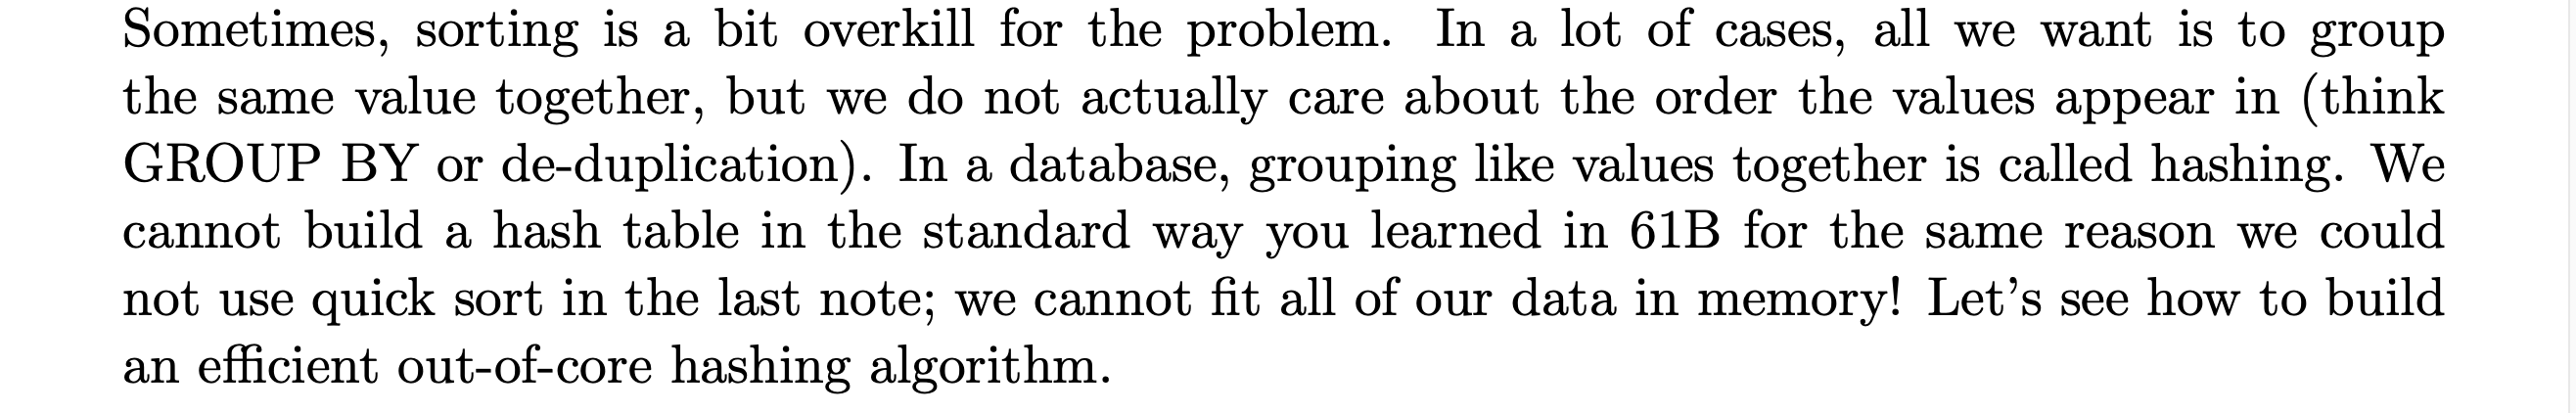 Sometimes, sorting is a bit overkill for the problem. In a lot of cases, all we want is to group
the same value together, but we do not actually care about the order the values appear in (think
GROUP BY or de-duplication). In a database, grouping like values together is called hashing. We
cannot build a hash table in the standard way you learned in 61B for the same reason we could
not use quick sort in the last note; we cannot fit all of our data in memory! Let's see how to build
an efficient out-of-core hashing algorithm.